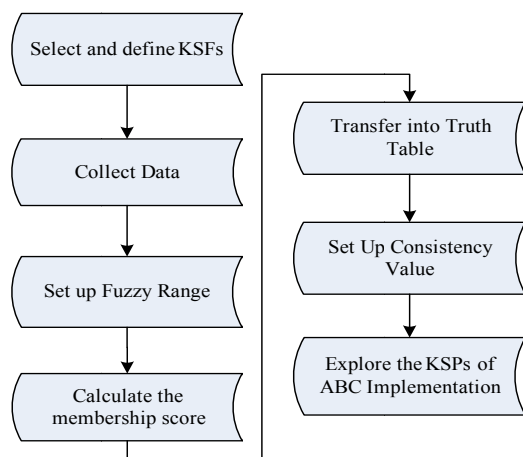 Select and define KSFs
Collect Data
Set up Fuzzy Range
Calculate the
membership score
Transfer into Truth
Table
Set Up Consistency
Value
Explore the KSPs of
ABC Implementation